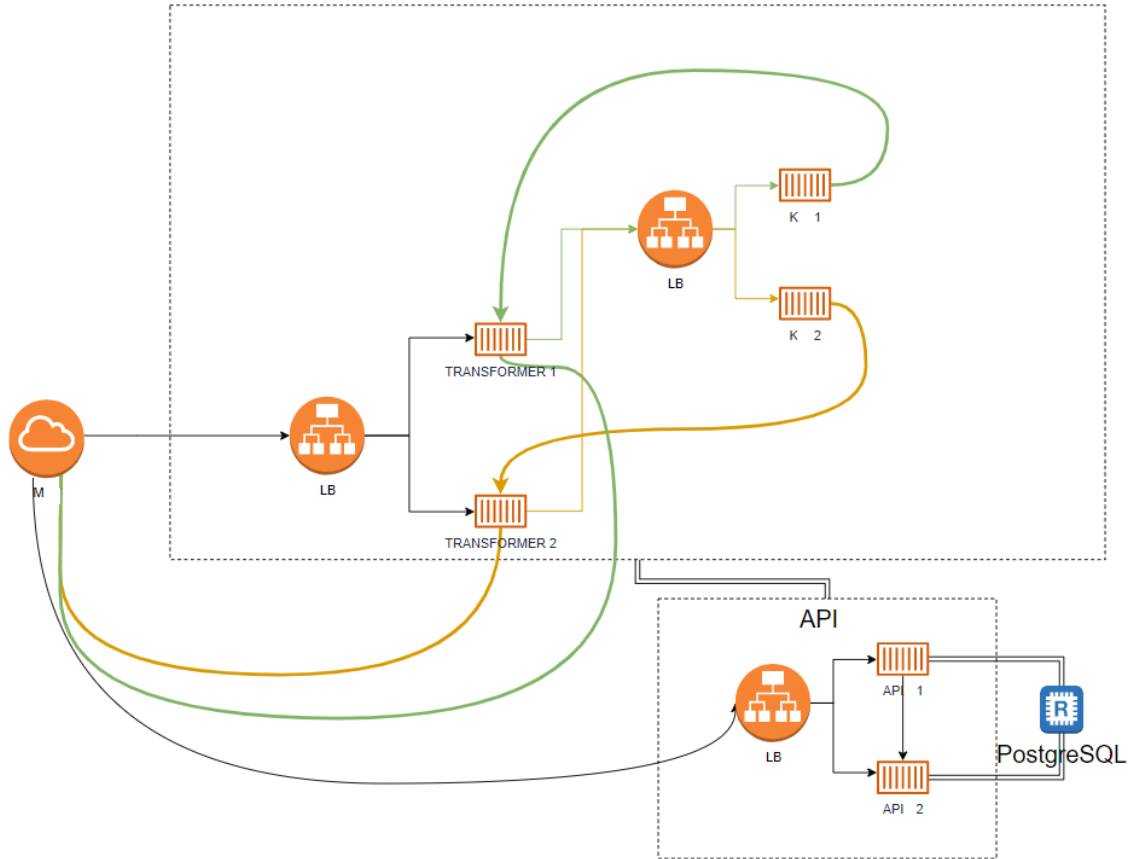 K 1
LB
K 2
TRANSFORMER 1
LB
M
TRANSFORMER 2
API
API 1
R
PostgreSQL
LB
API 2